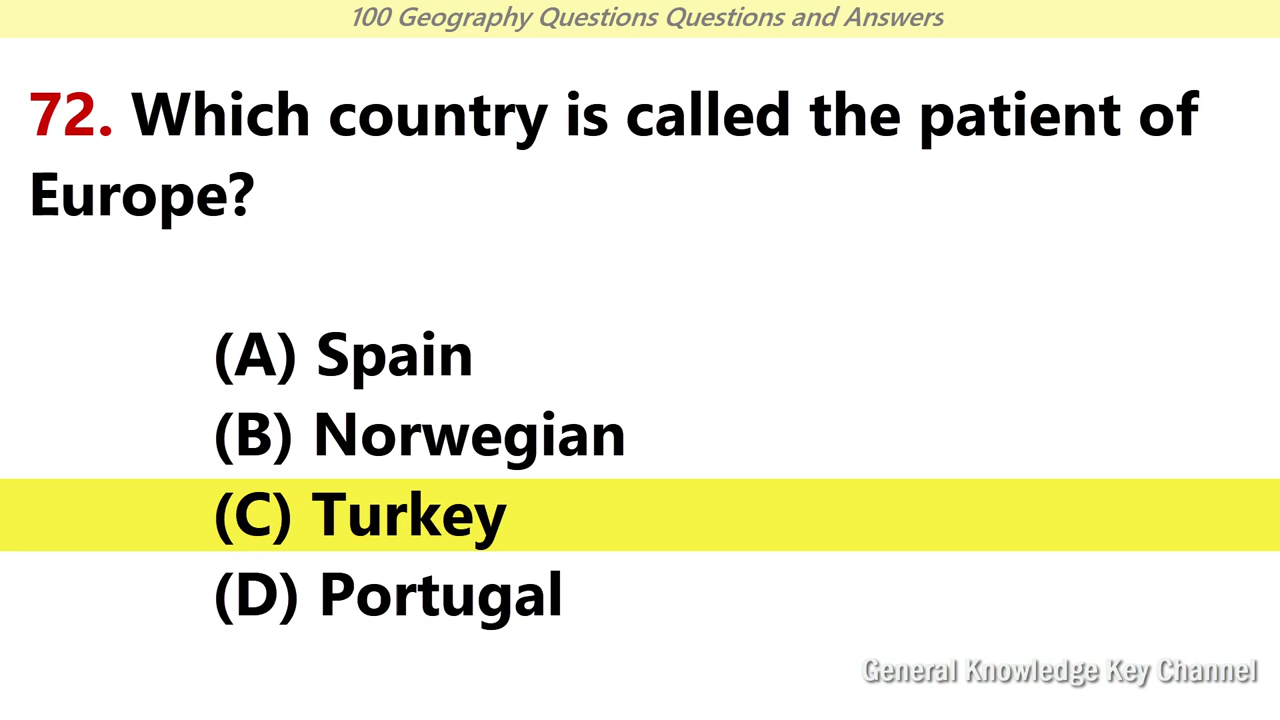 100 Geography Questions Questions and Answers
72. Which country is called the patient of
Europe?
(A) Spain
(B) Norwegian
(C) Turkey
(D) Portugal
General Knowledge Key Channel